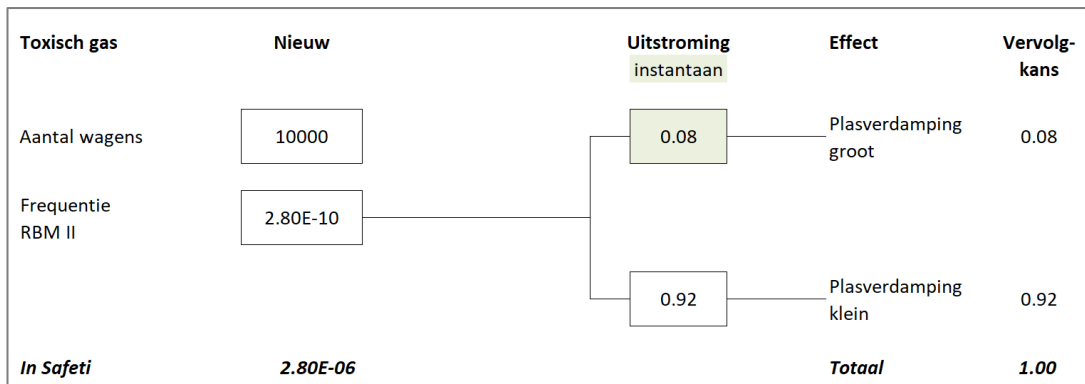 Toxisch gas Nieuw Uitstroming Effect Vervolg-
instantaan kans
Aantal wagens 10000 0.08 Plasverdamping 0.08
groot
Frequentie
RBM II 2.80E-10
0.92 Plasverdamping 0.92
klein
In Safeti 2.80E-06 Totaal 1.00